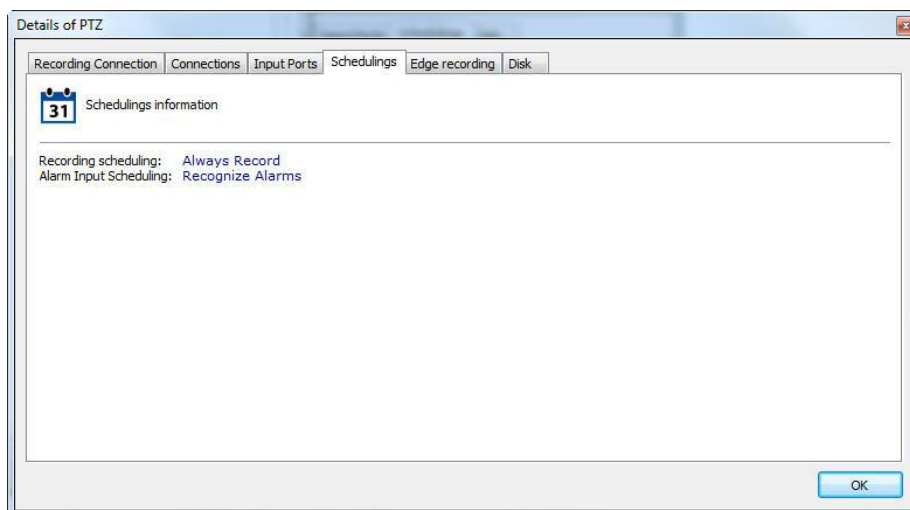 Details of PTZ
Recording Connection Connections Input Ports Schedulings Edge recording Disk
31 Schedulings information
Recording scheduling: Always Record
Alarm Input Scheduling: Recognize Alarms
OK